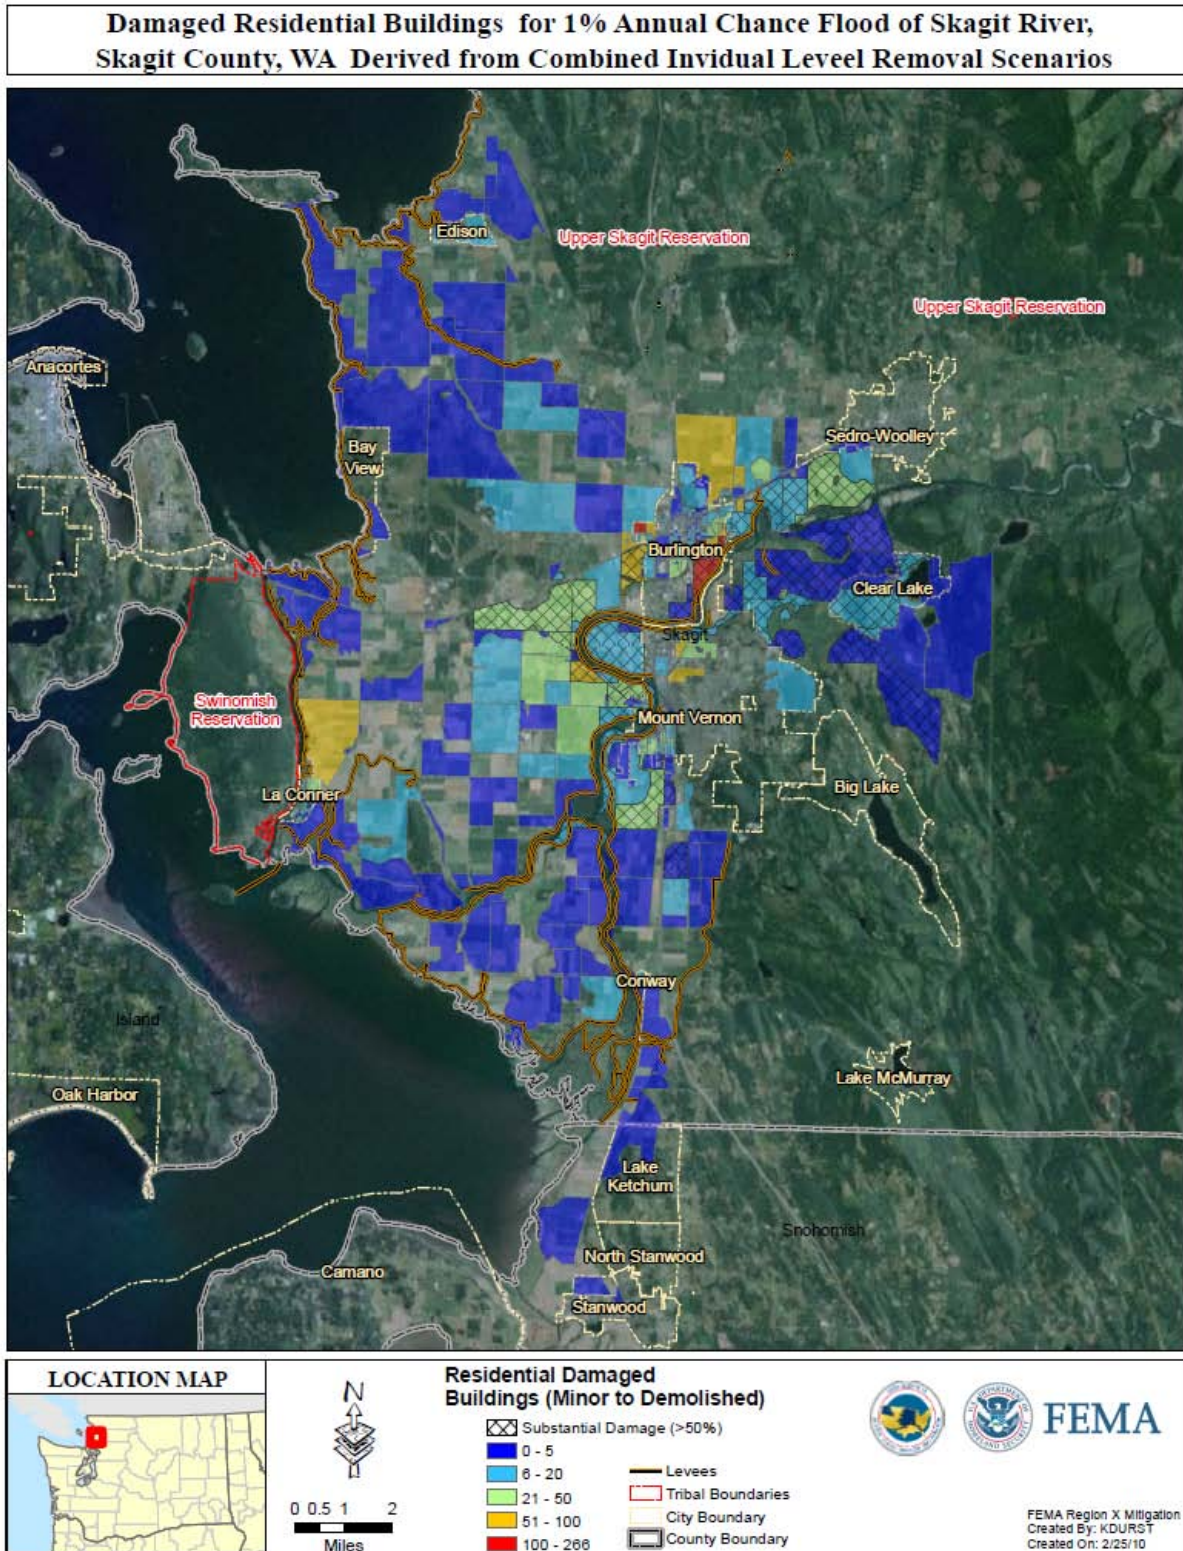 Damaged Residential Buildings for 1% Annual Chance Flood of Skagit River,
Skagit County, WA Derived from Combined Invidual Leveel Removal Scenarios
Edison
Upper Skagit Reservation
Upper Skagit Reservation
Anacortes
Sedro-Woolley
Bay
View
Burlington
Clear Lake
Skagit
Swinomish
Reservation
Mount Vernon
La Conner
Big Lake
Conway
Island
Lake McMurray
Oak Harbor
Lake
Ketchum
Snohomish
North Stanwood
Camano
Stanwood
LOCATION MAP
N
0 0.5 1 2
Miles
Residential Damaged
Buildings (Minor to Demolished)
Substantial Damage (>50%)
0 - 5
6 - 20
21 - 50
51 - 100
100 - 266
Levees
Tribal Boundaries
City Boundary
County Boundary
FEMA
FEMA Region X Mitigation
Created By: KDURST
Created On: 2/25/10